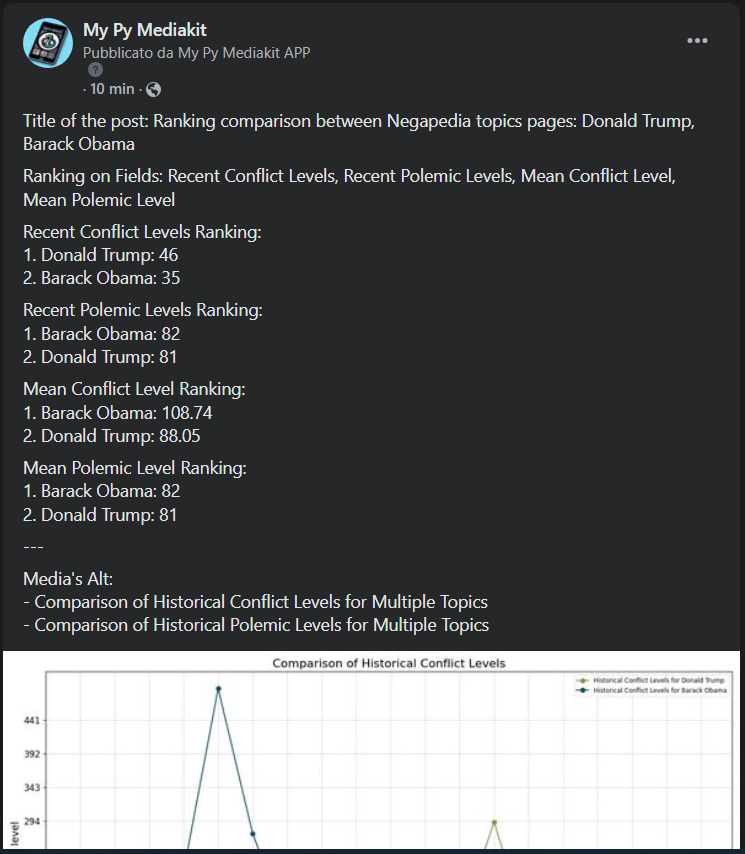 My Py Mediakit
Pubblicato da My Py Mediakit APP
?
· 10 min ·
Title of the post: Ranking comparison between Negapedia topics pages: Donald Trump,
Barack Obama
Ranking on Fields: Recent Conflict Levels, Recent Polemic Levels, Mean Conflict Level,
Mean Polemic Level
Recent Conflict Levels Ranking:
1. Donald Trump: 46
2. Barack Obama: 35
Recent Polemic Levels Ranking:
1. Barack Obama: 82
2. Donald Trump: 81
Mean Conflict Level Ranking:
1. Barack Obama: 108.74
2. Donald Trump: 88.05
Mean Polemic Level Ranking:
1. Barack Obama: 82
2. Donald Trump: 81
---
Media's Alt:
- Comparison of Historical Conflict Levels for Multiple Topics
- Comparison of Historical Polemic Levels for Multiple Topics
Comparison of Historical Conflict Levels
Historical Conflict Levels for Donald Trump
Historical Conflict Levels for Barack Obama
441
392
343
294
level